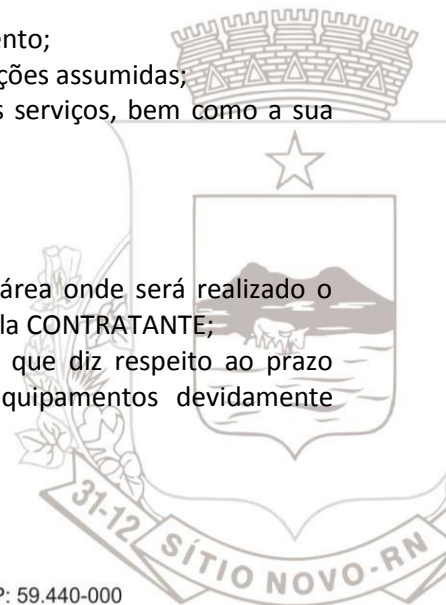 ento;
ções assumidas;
s serviços, bem como a sua
área onde será realizado o
la CONTRATANTE;
que diz respeito ao prazo
quipamentos devidamente
31-12
SÍTIO NOVO-RN
P: 59.440-000